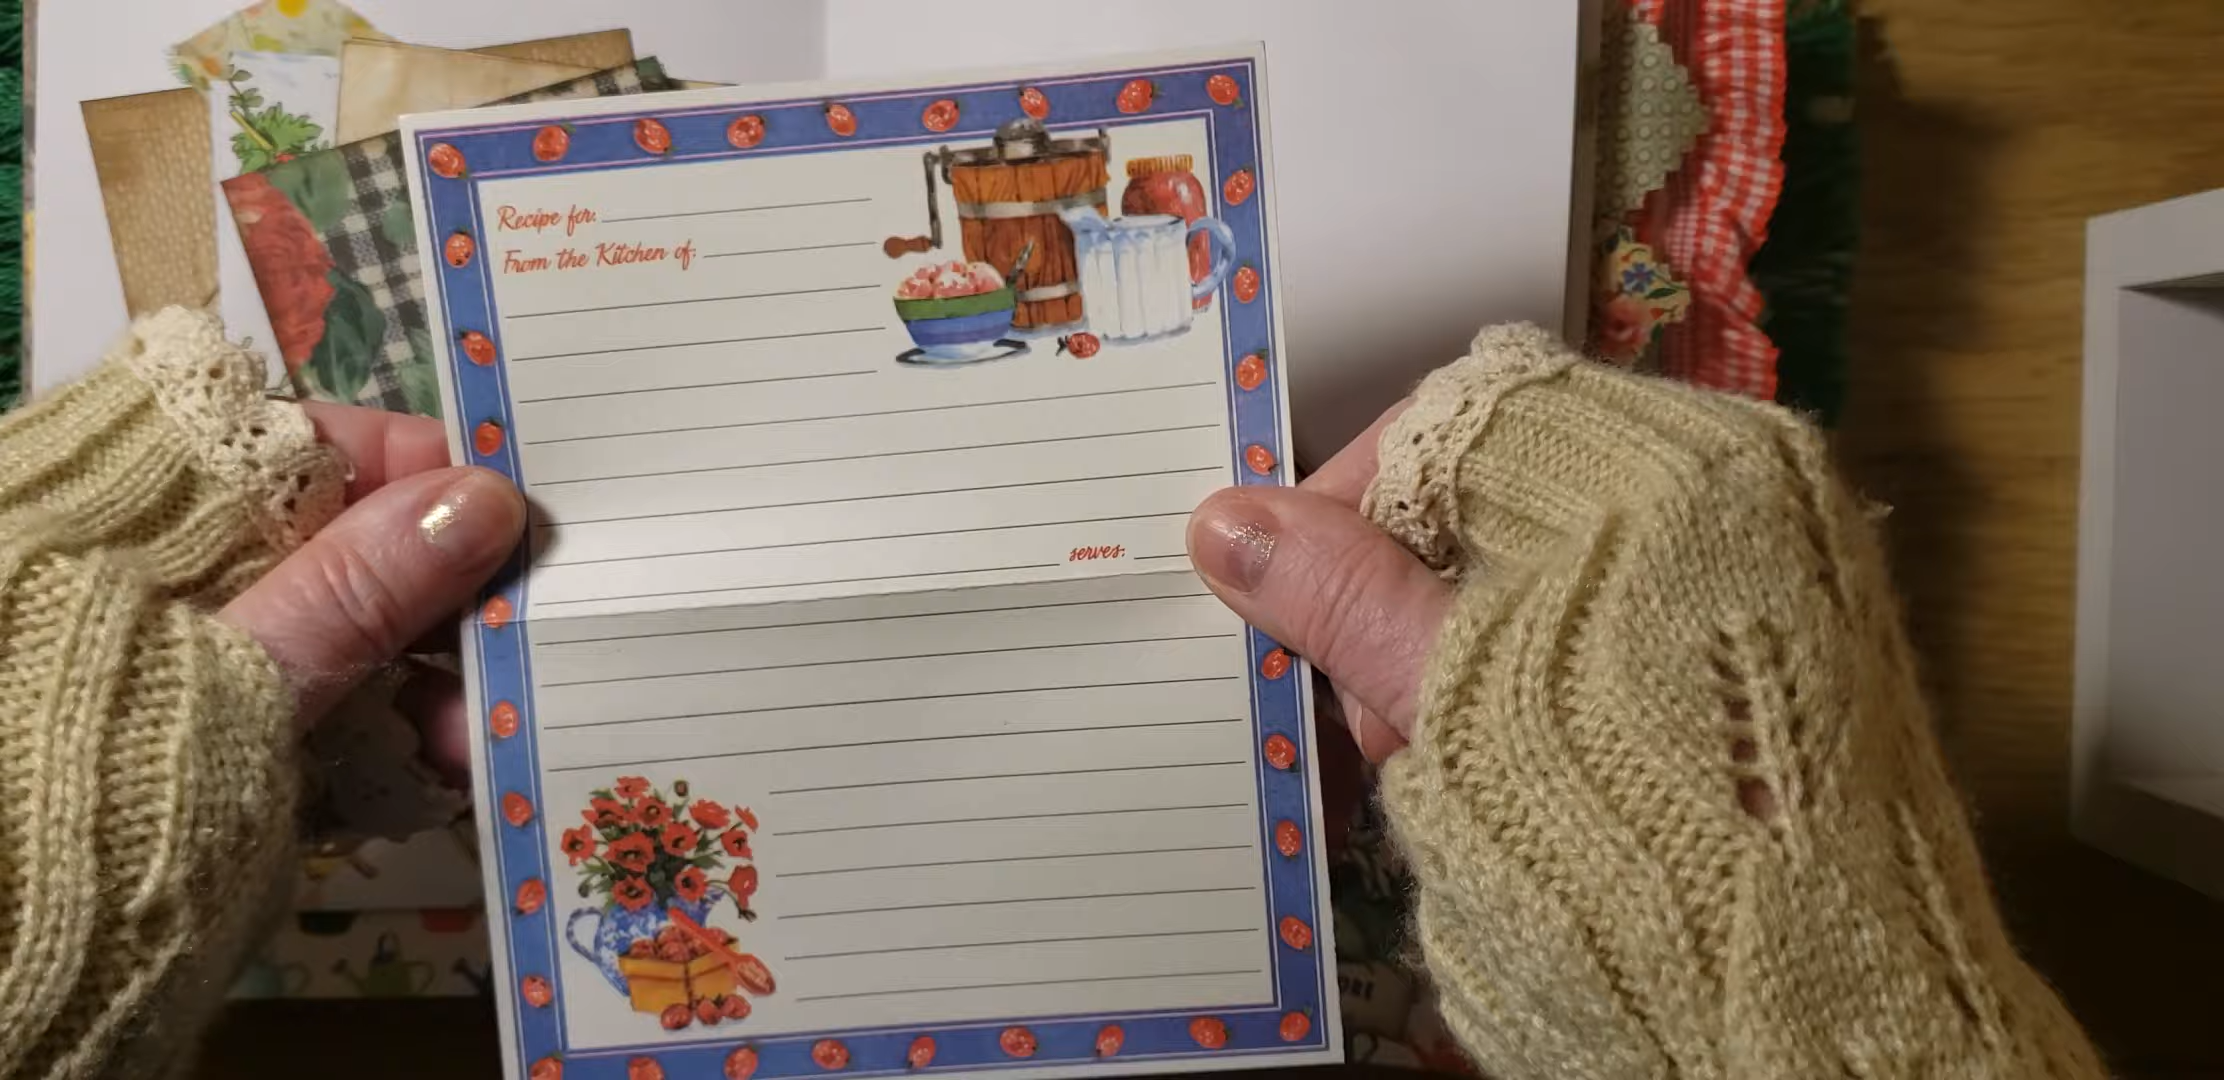 Recipe for:
From the Kitchen of:
serves: